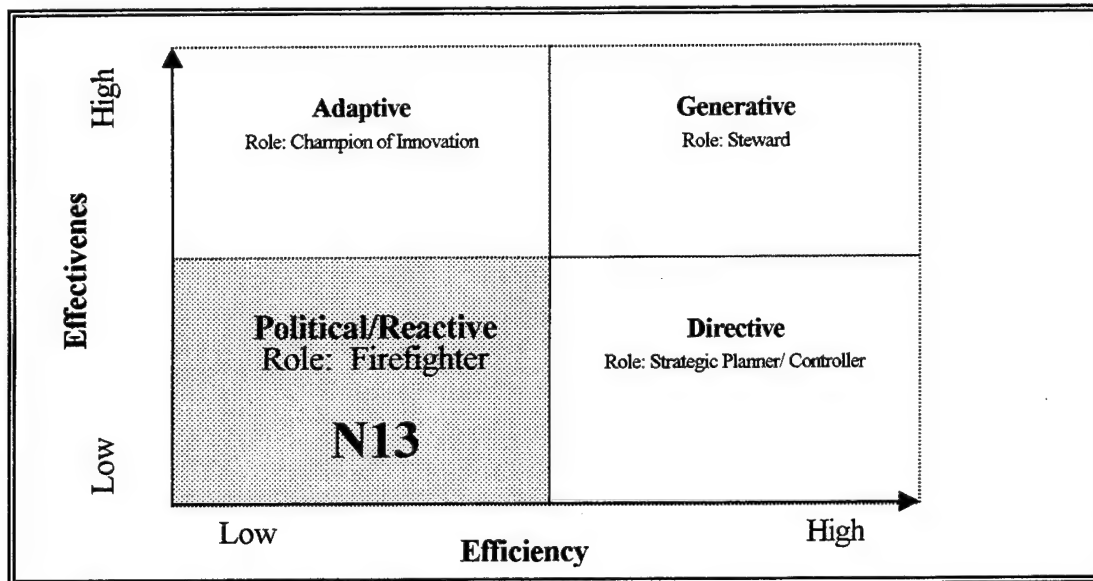 High
Adaptive
Role: Champion of Innovation
Generative
Role: Steward
Effectivenes
Political/Reactive
Role: Firefighter
N13
Directive
Role: Strategic Planner/ Controller
Low
Low
High
Efficiency